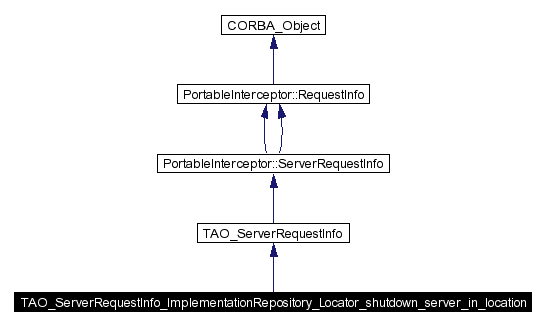 CORBA_Object
PortableInterceptor::RequestInfo
PortableInterceptor::ServerRequestInfo
TAO_ServerRequestInfo
TAO_ServerRequestInfo_ImplementationRepository_Locator_shutdown_server_in_location